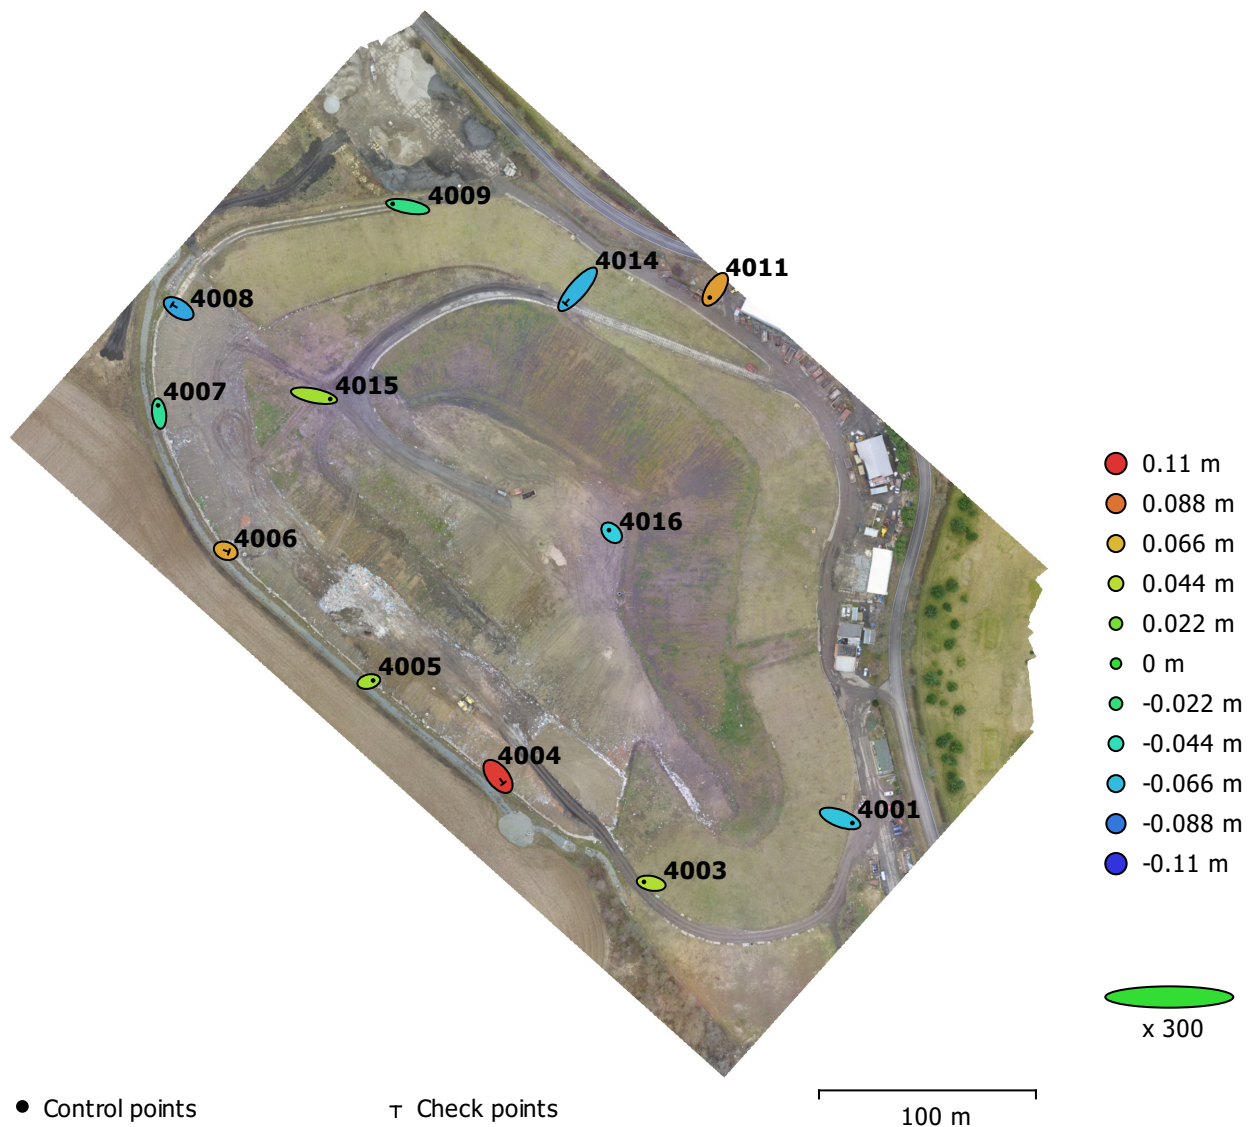 4009
4014
4011
4008
4015
4007
4016
4006
4005
4004
4001
4003
0.11 m
0.088 m
0.066 m
0.044 m
0.022 m
0 m
-0.022 m
-0.044 m
-0.066 m
-0.088 m
-0.11 m
x 300
Control points
Check points
100 m